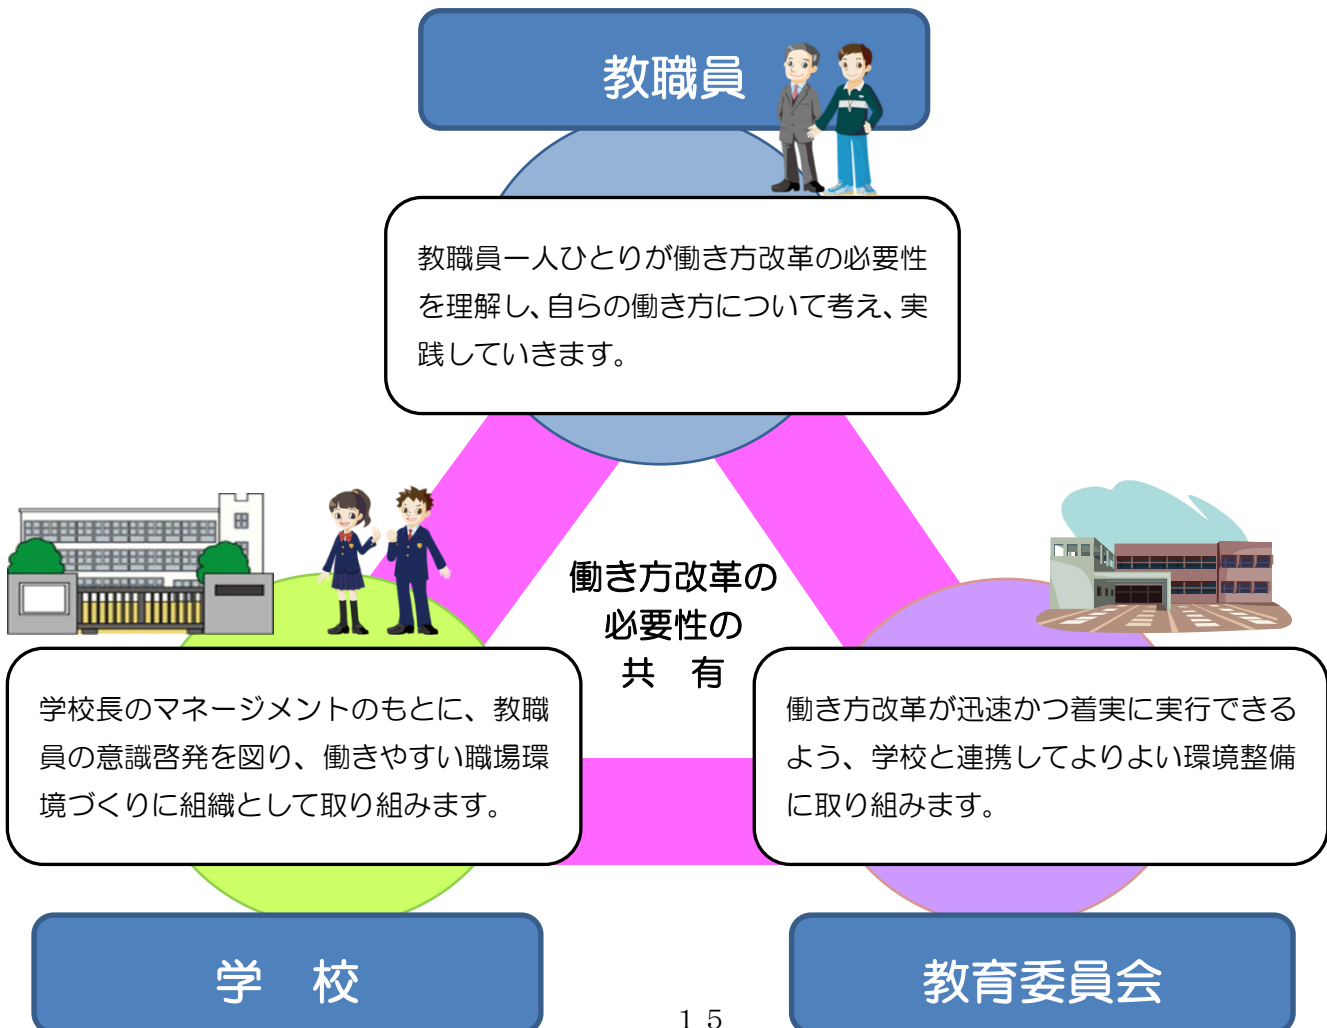 教職員
教職員一人ひとりが働き方改革の必要性
を理解し、自らの働き方について考え、実
践していきます。
働き方改革の
必要性の
共　有
学校長のマネージメントのもとに、教職
員の意識啓発を図り、働きやすい職場環
境づくりに組織として取り組みます。
働き方改革が迅速かつ着実に実行できる
よう、学校と連携してよりよい環境整備
に取り組みます。
学　校
教育委員会
１５